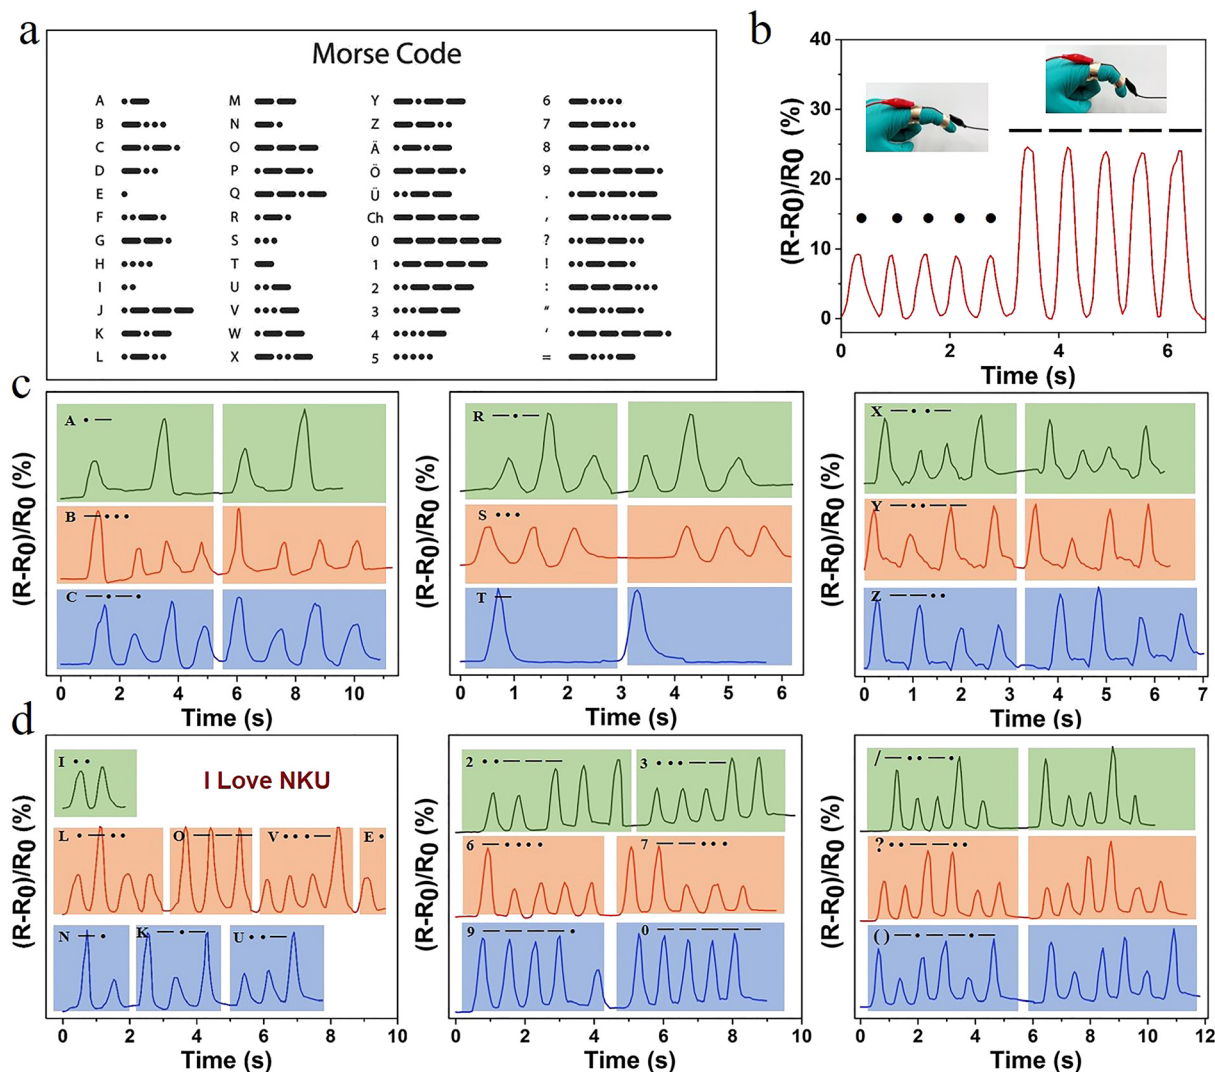 a
Morse Code
A M Y 6
B N Z 7
C O Ä 8
D P Ö 9
E Q Ü .
F R Ch ,
G S 0 ?
H T 1 !
I U 2 :
J V 3 “
K W 4 ‘
L X 5 =
b
(R-R0)/R0 (%)
40
30
20
10
0
0 2 4 6
Time (s)
c
(R-R0)/R0 (%)
A • —
B — • • •
C — • — •
0 2 4 6 8 10
Time (s)
(R-R0)/R0 (%)
R — • —
S • • •
T —
0 1 2 3 4 5 6
Time (s)
(R-R0)/R0 (%)
X — • • —
Y — • • — —
Z — — • •
0 1 2 3 4 5 6 7
Time (s)
d
(R-R0)/R0 (%)
I • •
I Love NKU
L • — • •
O — — —
V • • • —
E •
N — •
K — • —
U • • —
0 2 4 6 8 10
Time (s)
(R-R0)/R0 (%)
2 • • — — —
3 • • • — —
6 — • • • •
7 — — • • •
9 — — — — •
0 — — — — —
0 2 4 6 8 10
Time (s)
(R-R0)/R0 (%)
/ — • • — •
? • • — — • •
( ) — • — — • —
0 2 4 6 8 10 12
Time (s)